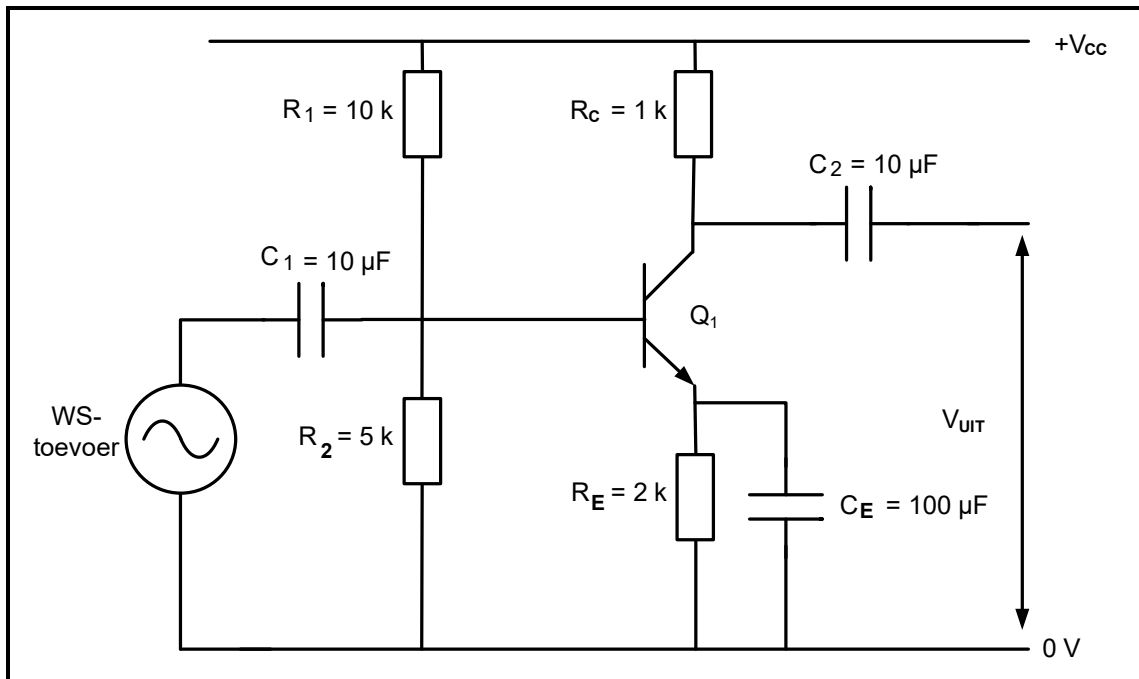 +VCC
R1 = 10 k
RC = 1 k
C2 = 10 µF
C1 = 10 µF
Q1
WS-
toevoer
R2 = 5 k
VUIT
RE = 2 k
CE = 100 µF
0 V